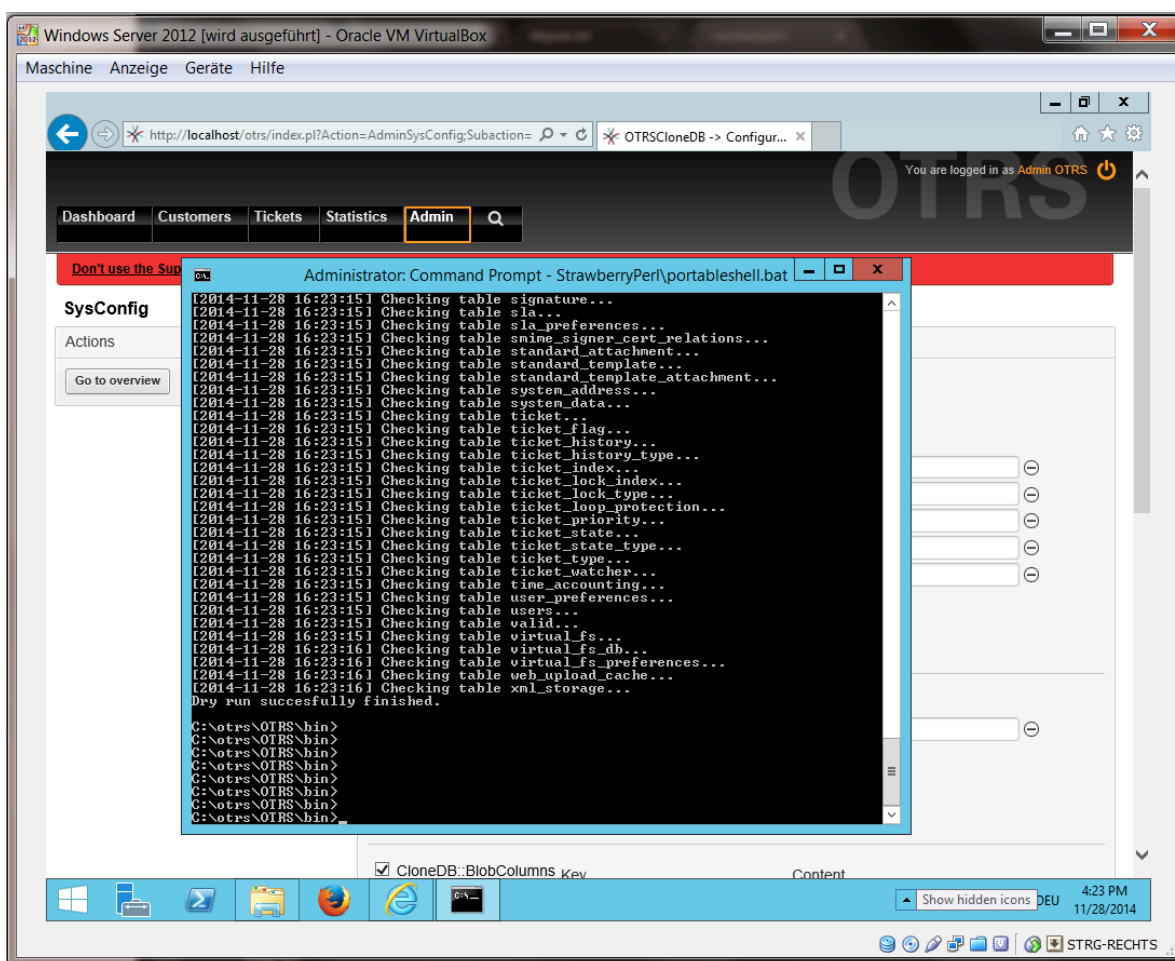 Windows Server 2012 [wird ausgeführt] - Oracle VM VirtualBox
Maschine Anzeige Geräte Hilfe
http://localhost/otrs/index.pl?Action=AdminSysConfig;Subaction=
OTRSCloneDB -> Configur...
OTRS
You are logged in as Admin OTRS
Dashboard Customers Tickets Statistics Admin
Don't use the Sup
SysConfig
Actions
Go to overview
Administrator: Command Prompt - StrawberryPerl\portableshell.bat
[2014-11-28 16:23:15] Checking table signature...
[2014-11-28 16:23:15] Checking table sla...
[2014-11-28 16:23:15] Checking table sla_preferences...
[2014-11-28 16:23:15] Checking table smime_signer_cert_relations...
[2014-11-28 16:23:15] Checking table standard_attachment...
[2014-11-28 16:23:15] Checking table standard_template...
[2014-11-28 16:23:15] Checking table standard_template_attachment...
[2014-11-28 16:23:15] Checking table system_address...
[2014-11-28 16:23:15] Checking table system_data...
[2014-11-28 16:23:15] Checking table ticket...
[2014-11-28 16:23:15] Checking table ticket_flag...
[2014-11-28 16:23:15] Checking table ticket_history...
[2014-11-28 16:23:15] Checking table ticket_history_type...
[2014-11-28 16:23:15] Checking table ticket_index...
[2014-11-28 16:23:15] Checking table ticket_lock_index...
[2014-11-28 16:23:15] Checking table ticket_lock_type...
[2014-11-28 16:23:15] Checking table ticket_loop_protection...
[2014-11-28 16:23:15] Checking table ticket_priority...
[2014-11-28 16:23:15] Checking table ticket_state...
[2014-11-28 16:23:15] Checking table ticket_state_type...
[2014-11-28 16:23:15] Checking table ticket_type...
[2014-11-28 16:23:15] Checking table ticket_watcher...
[2014-11-28 16:23:15] Checking table time_accounting...
[2014-11-28 16:23:15] Checking table user_preferences...
[2014-11-28 16:23:15] Checking table users...
[2014-11-28 16:23:15] Checking table valid...
[2014-11-28 16:23:15] Checking table virtual_fs...
[2014-11-28 16:23:16] Checking table virtual_fs_db...
[2014-11-28 16:23:16] Checking table virtual_fs_preferences...
[2014-11-28 16:23:16] Checking table web_upload_cache...
[2014-11-28 16:23:16] Checking table xml_storage...
Dry run succesfully finished.
C:\otrs\OTRS\bin>
C:\otrs\OTRS\bin>
C:\otrs\OTRS\bin>
C:\otrs\OTRS\bin>
C:\otrs\OTRS\bin>
C:\otrs\OTRS\bin>
C:\otrs\OTRS\bin>
C:\otrs\OTRS\bin>_
CloneDB::BlobColumns Key Content
Show hidden icons DEU
4:23 PM
11/28/2014
STRG-RECHTS